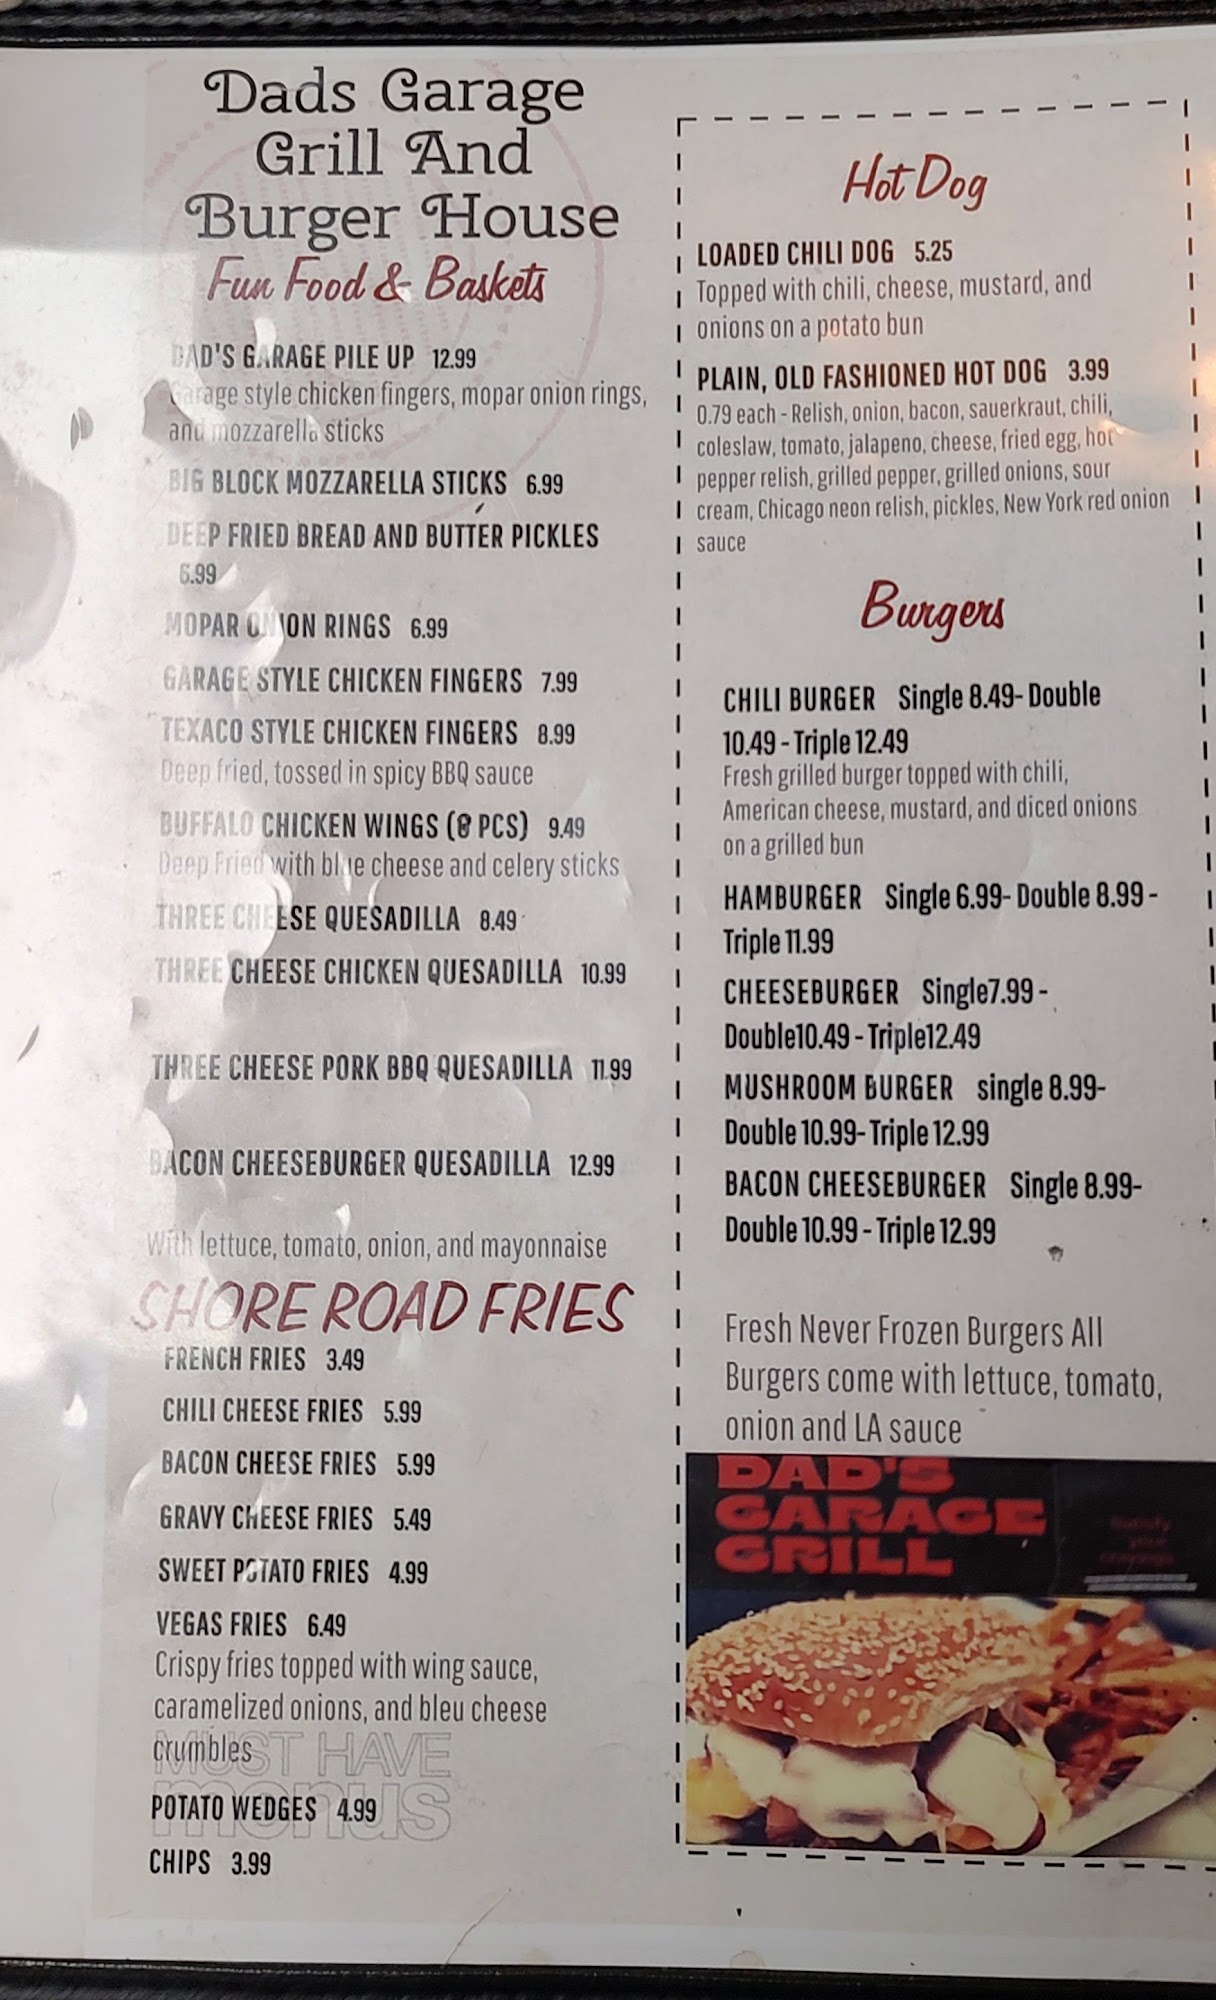 Dads Garage
Grill And
Burger House
Fun Food & Baskets
DAD'S GARAGE PILE UP 12.99
Garage style chicken fingers, mopar onion rings,
and mozzarella sticks
BIG BLOCK MOZZARELLA STICKS 6.99
DEEP FRIED BREAD AND BUTTER PICKLES
6.99
MOPAR ONION RINGS 6.99
GARAGE STYLE CHICKEN FINGERS 7.99
TEXACO STYLE CHICKEN FINGERS 8.99
Deep fried, tossed in spicy BBQ sauce
BUFFALO CHICKEN WINGS (8 PCS) 9.49
Deep Fried with blue cheese and celery sticks
THREE CHEESE QUESADILLA 8.49
THREE CHEESE CHICKEN QUESADILLA 10.99
THREE CHEESE PORK BBQ QUESADILLA 11.99
BACON CHEESEBURGER QUESADILLA 12.99
With lettuce, tomato, onion, and mayonnaise
SHORE ROAD FRIES
FRENCH FRIES 3.49
CHILI CHEESE FRIES 5.99
BACON CHEESE FRIES 5.99
GRAVY CHEESE FRIES 5.49
SWEET POTATO FRIES 4.99
VEGAS FRIES 6.49
Crispy fries topped with wing sauce,
caramelized onions, and bleu cheese
crumbles
MUST HAVE
menus
POTATO WEDGES 4.99
CHIPS 3.99
Hot Dog
LOADED CHILI DOG 5.25
Topped with chili, cheese, mustard, and
onions on a potato bun
PLAIN, OLD FASHIONED HOT DOG 3.99
0.79 each - Relish, onion, bacon, sauerkraut, chili,
coleslaw, tomato, jalapeno, cheese, fried egg, hot
pepper relish, grilled pepper, grilled onions, sour
cream, Chicago neon relish, pickles, New York red onion
sauce
Burgers
CHILI BURGER Single 8.49- Double
10.49 - Triple 12.49
Fresh grilled burger topped with chili,
American cheese, mustard, and diced onions
on a grilled bun
HAMBURGER Single 6.99- Double 8.99 -
Triple 11.99
CHEESEBURGER Single7.99 -
Double10.49 - Triple12.49
MUSHROOM BURGER single 8.99-
Double 10.99- Triple 12.99
BACON CHEESEBURGER Single 8.99-
Double 10.99 - Triple 12.99
Fresh Never Frozen Burgers All
Burgers come with lettuce, tomato,
onion and LA sauce
DAD'S
GARAGE
GRILL
Satisfy
your
cravings